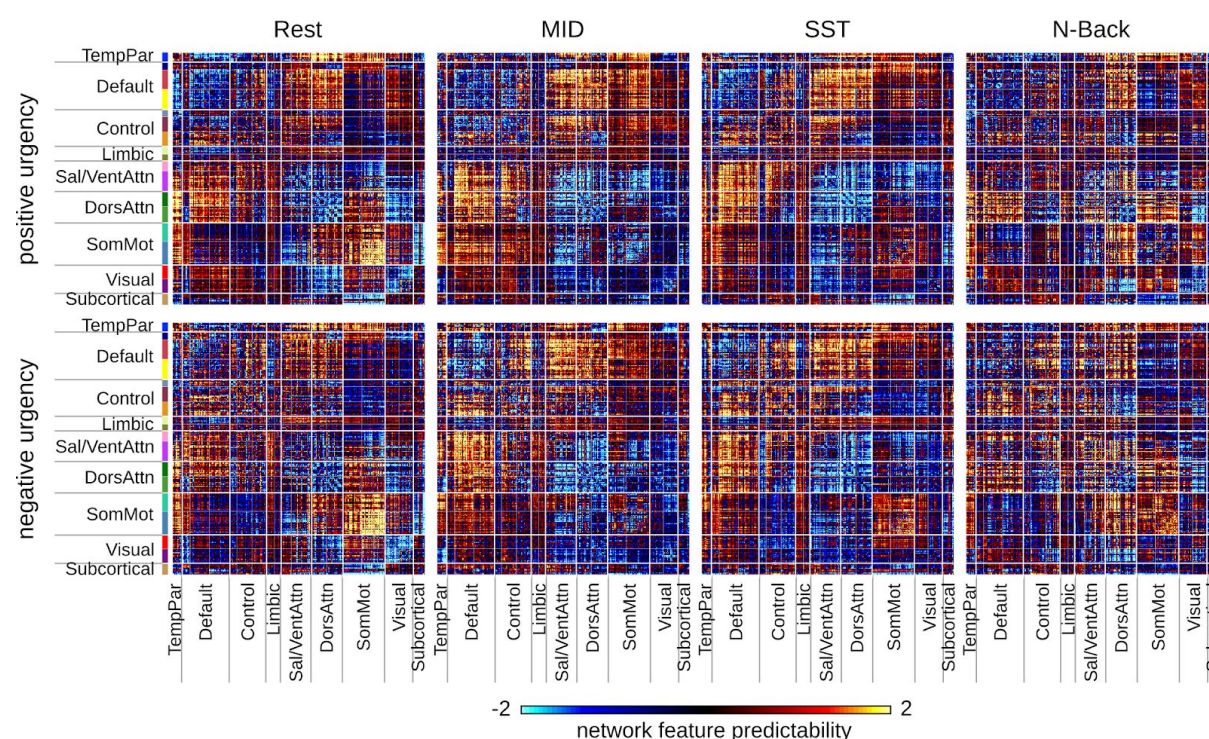 Rest MID SST N-Back
positive urgency
TempPar
Default
Control
Limbic
Sal/VentAttn
DorsAttn
SomMot
Visual
Subcortical
negative urgency
TempPar
Default
Control
Limbic
Sal/VentAttn
DorsAttn
SomMot
Visual
Subcortical
TempPar Default Control Limbic Sal/VentAttn DorsAttn SomMot Visual Subcortical
TempPar Default Control Limbic Sal/VentAttn DorsAttn SomMot Visual Subcortical
TempPar Default Control Limbic Sal/VentAttn DorsAttn SomMot Visual Subcortical
TempPar Default Control Limbic Sal/VentAttn DorsAttn SomMot Visual
-2 2
network feature predictability